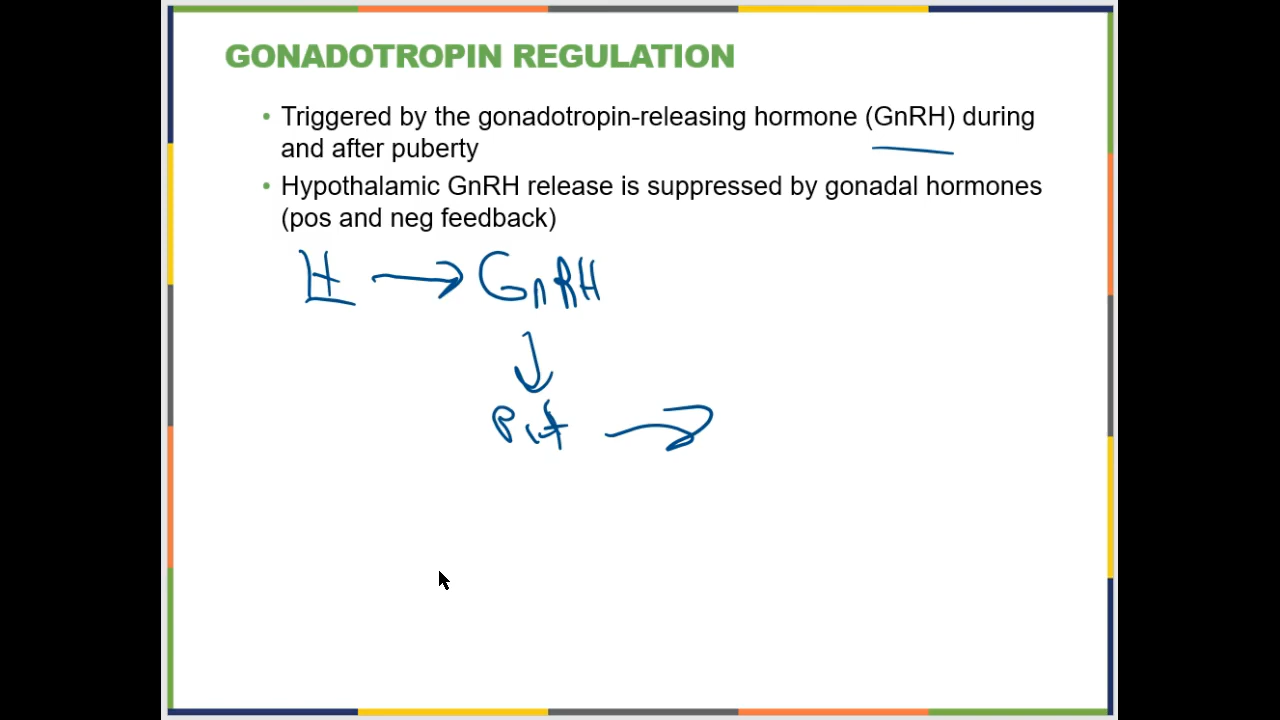 GONADOTROPIN REGULATION
• Triggered by the gonadotropin-releasing hormone (GnRH) during
and after puberty
• Hypothalamic GnRH release is suppressed by gonadal hormones
(pos and neg feedback)
H → GnRH
↓
Pit →